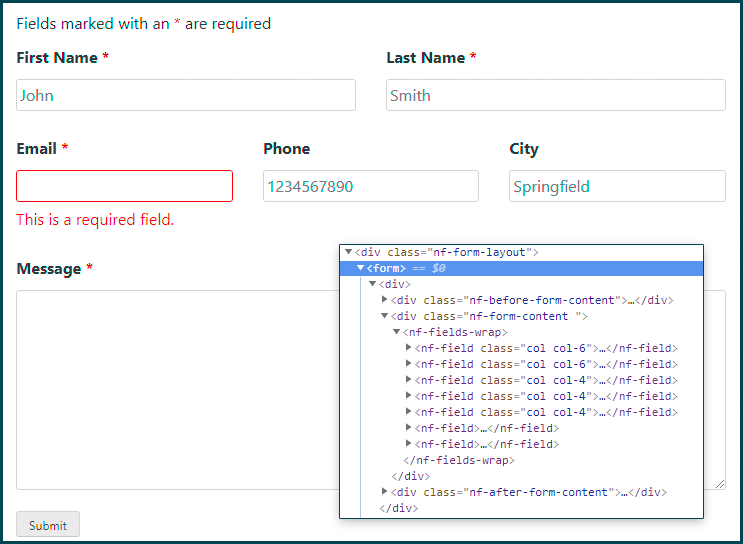 Fields marked with an * are required
First Name *
Last Name *
John
Smith
Email *
Phone
City
1234567890
Springfield
This is a required field.
Message *
<div class="nf-form-layout">
<form> == $0
<div>
<div class="nf-before-form-content">…</div>
<div class="nf-form-content ">
<nf-fields-wrap>
<nf-field class="col col-6">…</nf-field>
<nf-field class="col col-6">…</nf-field>
<nf-field class="col col-4">…</nf-field>
<nf-field class="col col-4">…</nf-field>
<nf-field class="col col-4">…</nf-field>
<nf-field>…</nf-field>
<nf-field>…</nf-field>
</nf-fields-wrap>
</div>
<div class="nf-after-form-content">…</div>
</div>
Submit